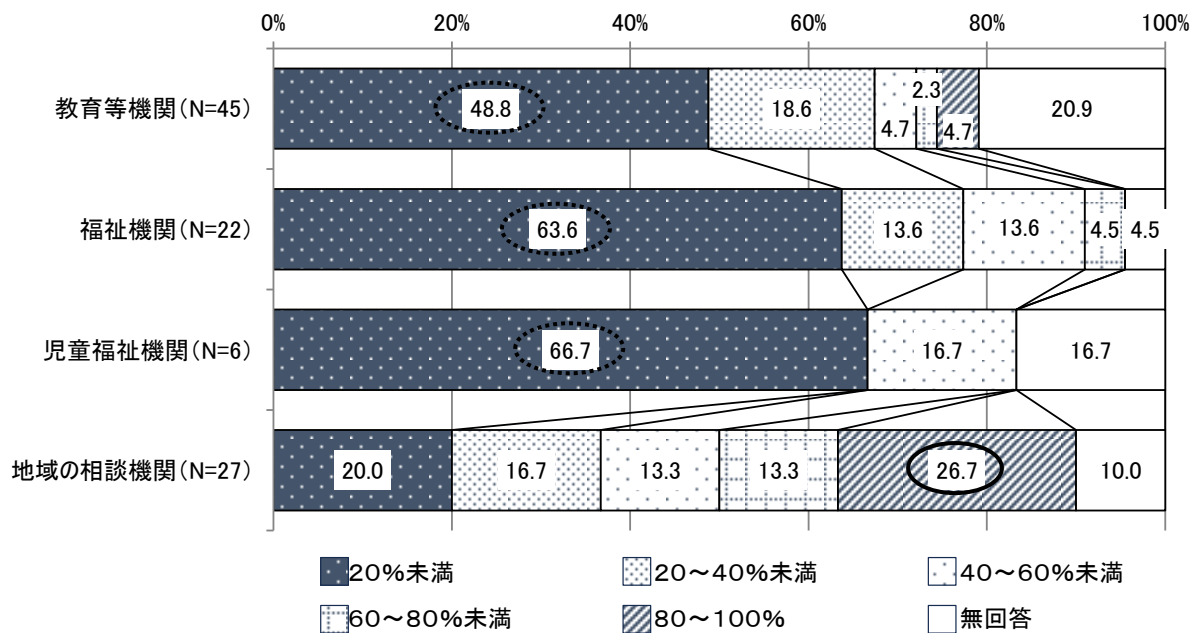 0% 20% 40% 60% 80% 100%
教育等機関(N=45) 48.8 18.6 4.7 2.3 4.7 20.9
福祉機関(N=22) 63.6 13.6 13.6 4.5 4.5
児童福祉機関(N=6) 66.7 16.7 16.7
地域の相談機関(N=27) 20.0 16.7 13.3 13.3 26.7 10.0
20%未満 20～40%未満 40～60%未満
60～80%未満 80～100% 無回答